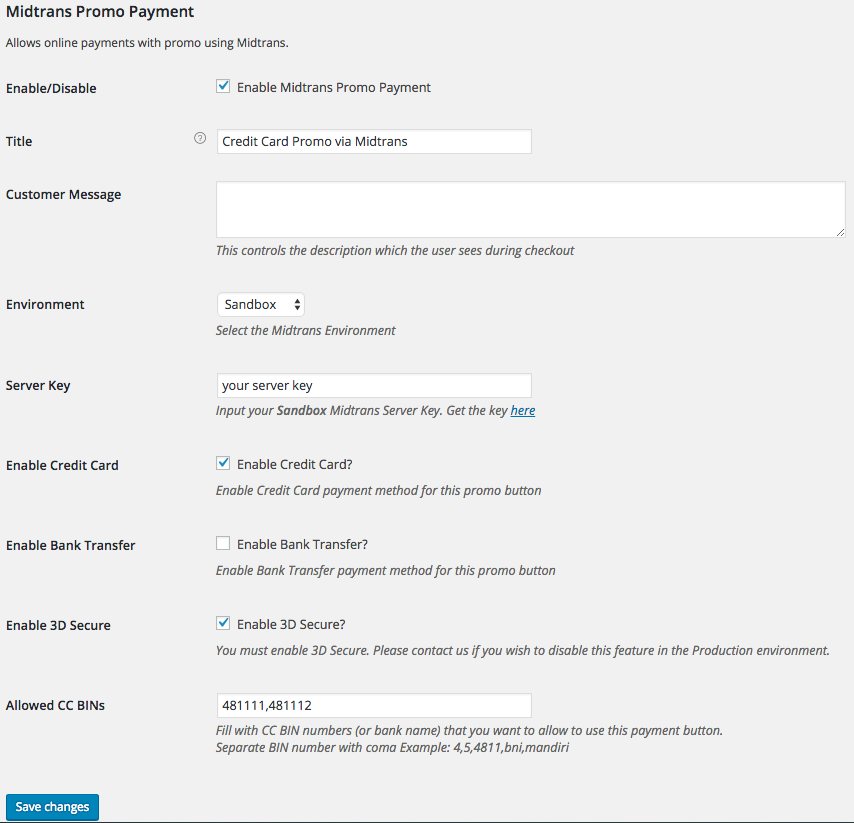 Midtrans Promo Payment
Allows online payments with promo using Midtrans.
Enable/Disable
Enable Midtrans Promo Payment
Title
?
Credit Card Promo via Midtrans
Customer Message
This controls the description which the user sees during checkout
Environment
Sandbox
Select the Midtrans Environment
Server Key
your server key
Input your Sandbox Midtrans Server Key. Get the key here
Enable Credit Card
Enable Credit Card?
Enable Credit Card payment method for this promo button
Enable Bank Transfer
Enable Bank Transfer?
Enable Bank Transfer payment method for this promo button
Enable 3D Secure
Enable 3D Secure?
You must enable 3D Secure. Please contact us if you wish to disable this feature in the Production environment.
Allowed CC BINs
481111,481112
Fill with CC BIN numbers (or bank name) that you want to allow to use this payment button.
Separate BIN number with coma Example: 4,5,4811,bni,mandiri
Save changes